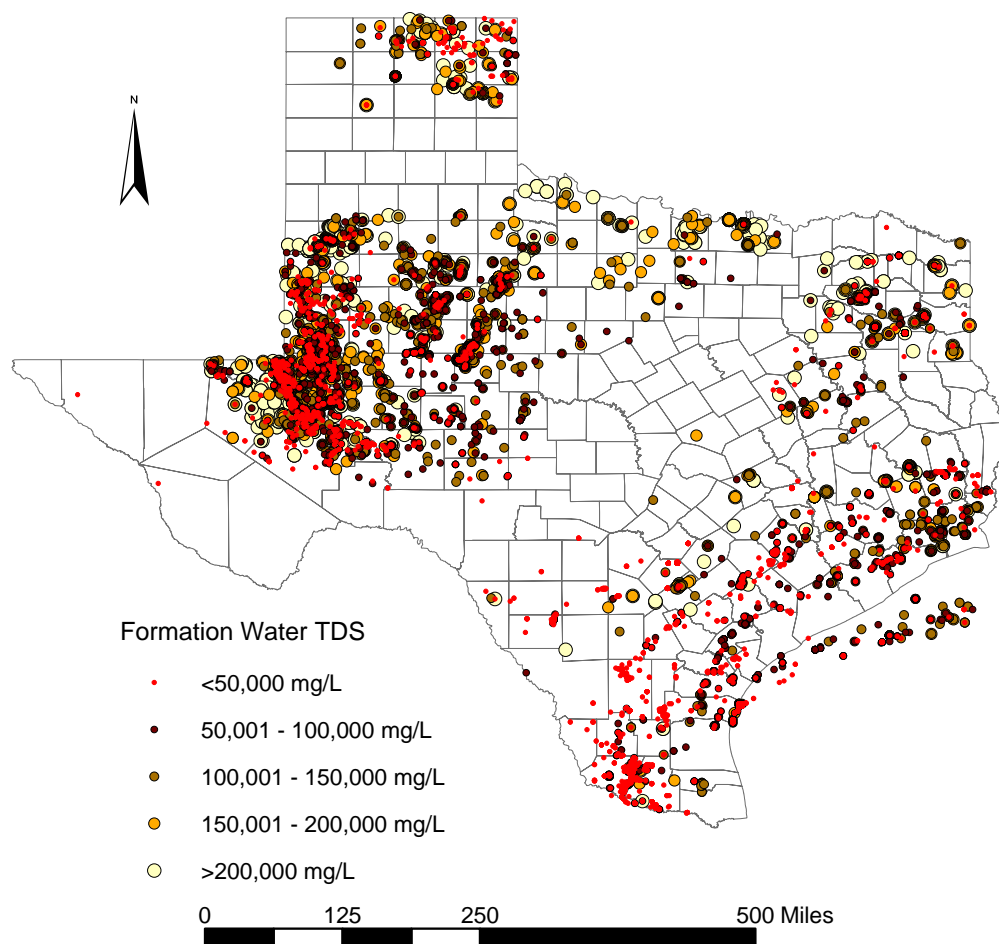 N
Formation Water TDS
<50,000 mg/L
50,001 - 100,000 mg/L
100,001 - 150,000 mg/L
150,001 - 200,000 mg/L
>200,000 mg/L
0 125 250 500 Miles